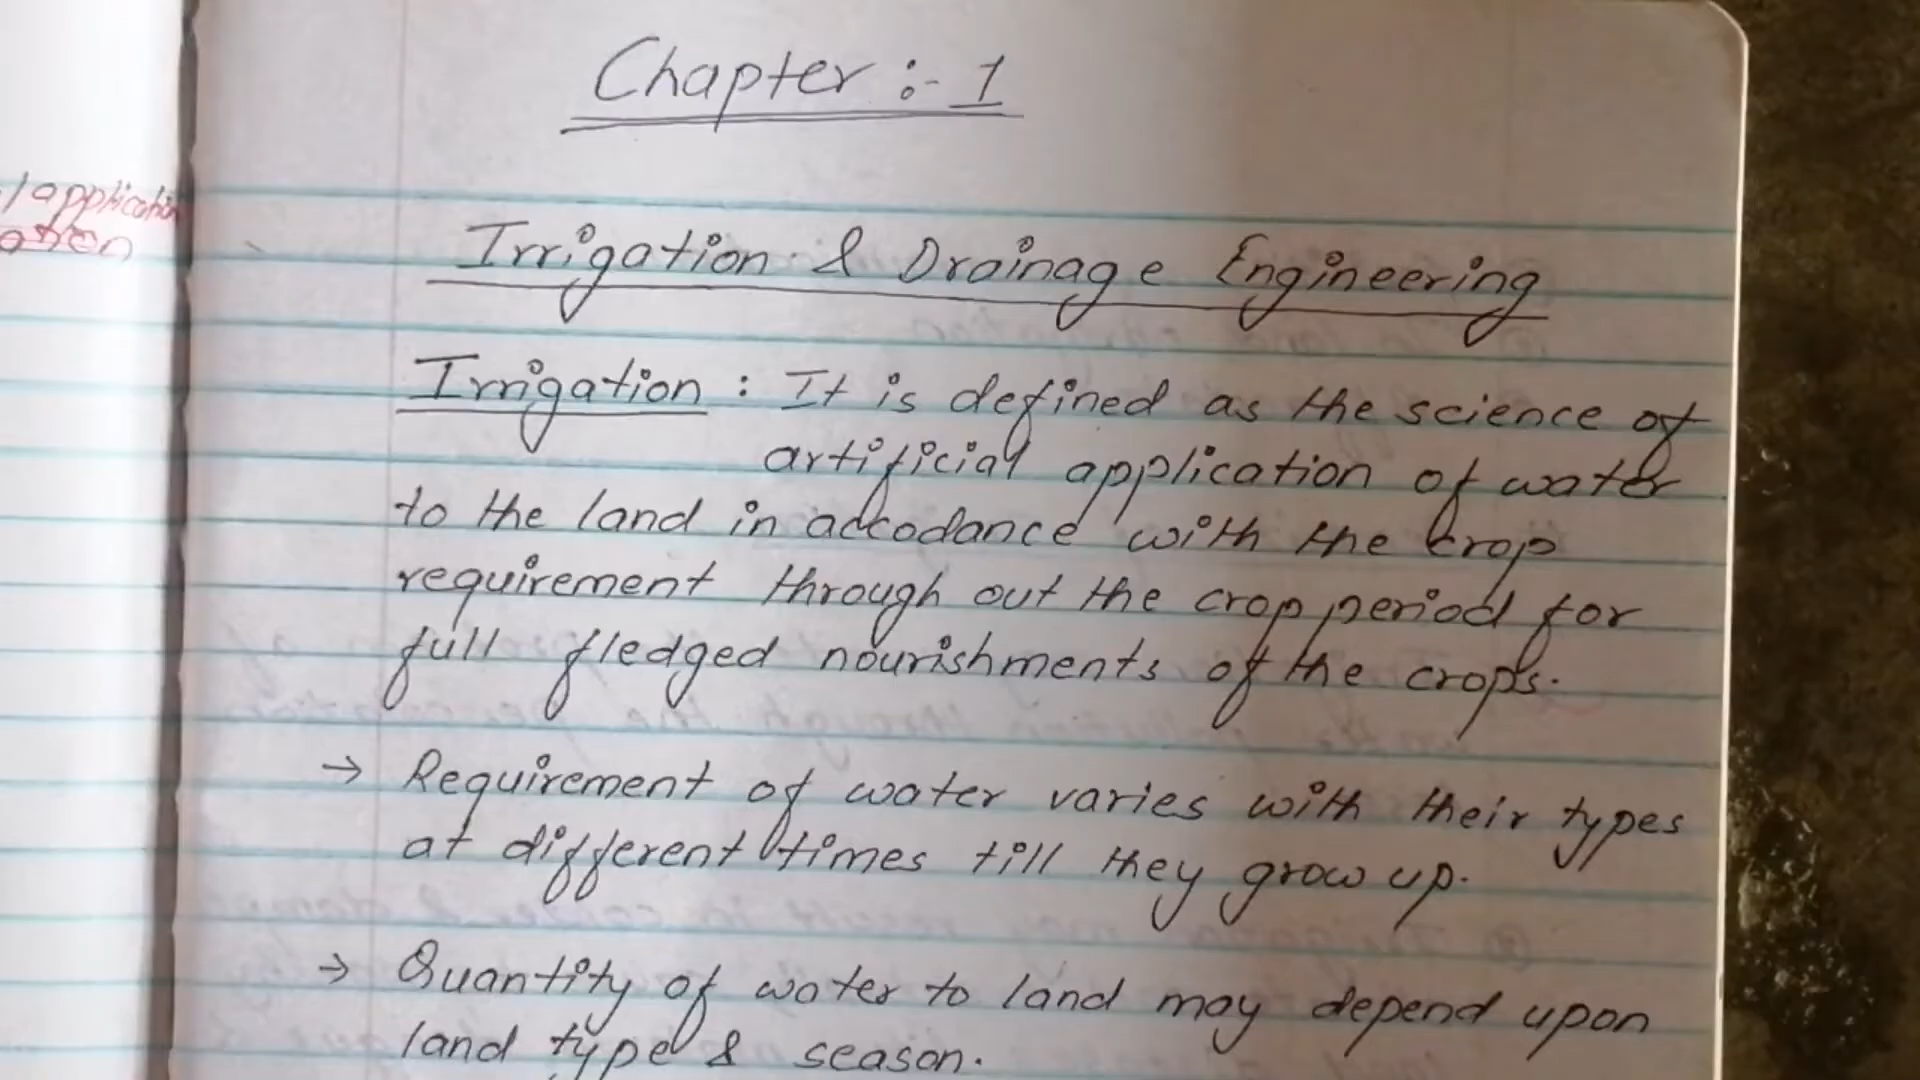 Chapter :- 1
/application
Irrigation & Drainage Engineering
Irrigation : It is defined as the science of
artificial application of water
to the land in accodance with the crop
requirement through out the crop period for
full fledged nourishments of the crops.
→ Requirement of water varies with their types
at different times till they grow up.
→ Quantity of water to land may depend upon
land type & season.